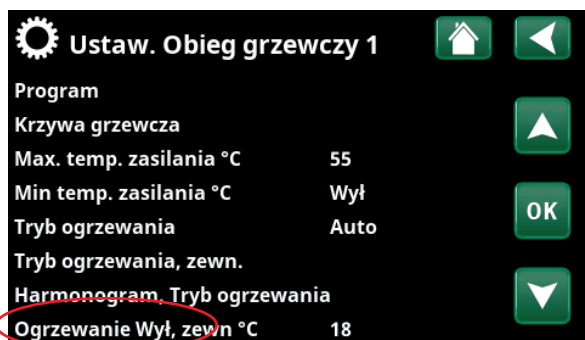 Ustaw. Obieg grzewczy 1
Program
Krzywa grzewcza
Max. temp. zasilania °C 55
Min temp. zasilania °C Wył
Tryb ogrzewania Auto
OK
Tryb ogrzewania, zewn.
Harmonogram, Tryb ogrzewania
Ogrzewanie Wył, zewn °C 18